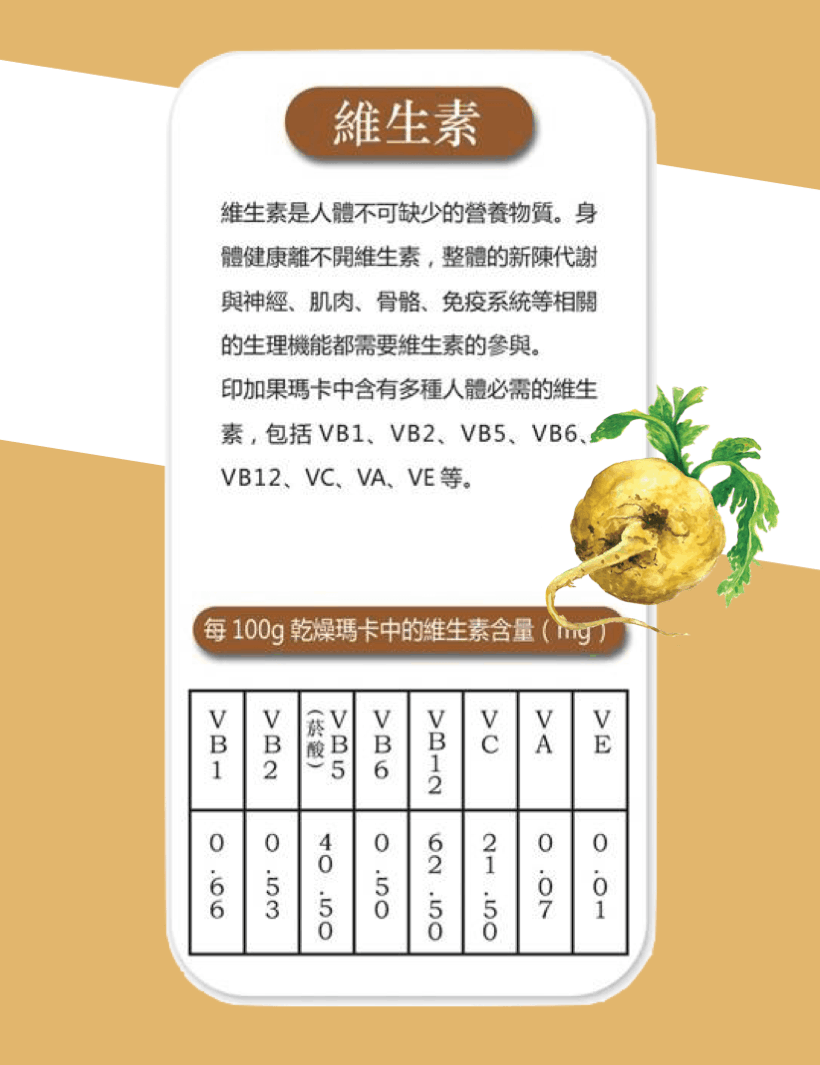 維生素
維生素是人體不可缺少的營養物質。身
體健康離不開維生素，整體的新陳代謝
與神經、肌肉、骨骼、免疫系統等相關
的生理機能都需要維生素的參與。
印加果瑪卡中含有多種人體必需的維生
素，包括 VB1、VB2、VB5、VB6、
VB12、VC、VA、VE 等。
每 100g 乾燥瑪卡中的維生素含量（mg）
VB1 VB2 VB5（菸酸） VB6 VB12 VC VA VE
0.66 0.53 40.50 0.50 62.50 21.50 0.07 0.01